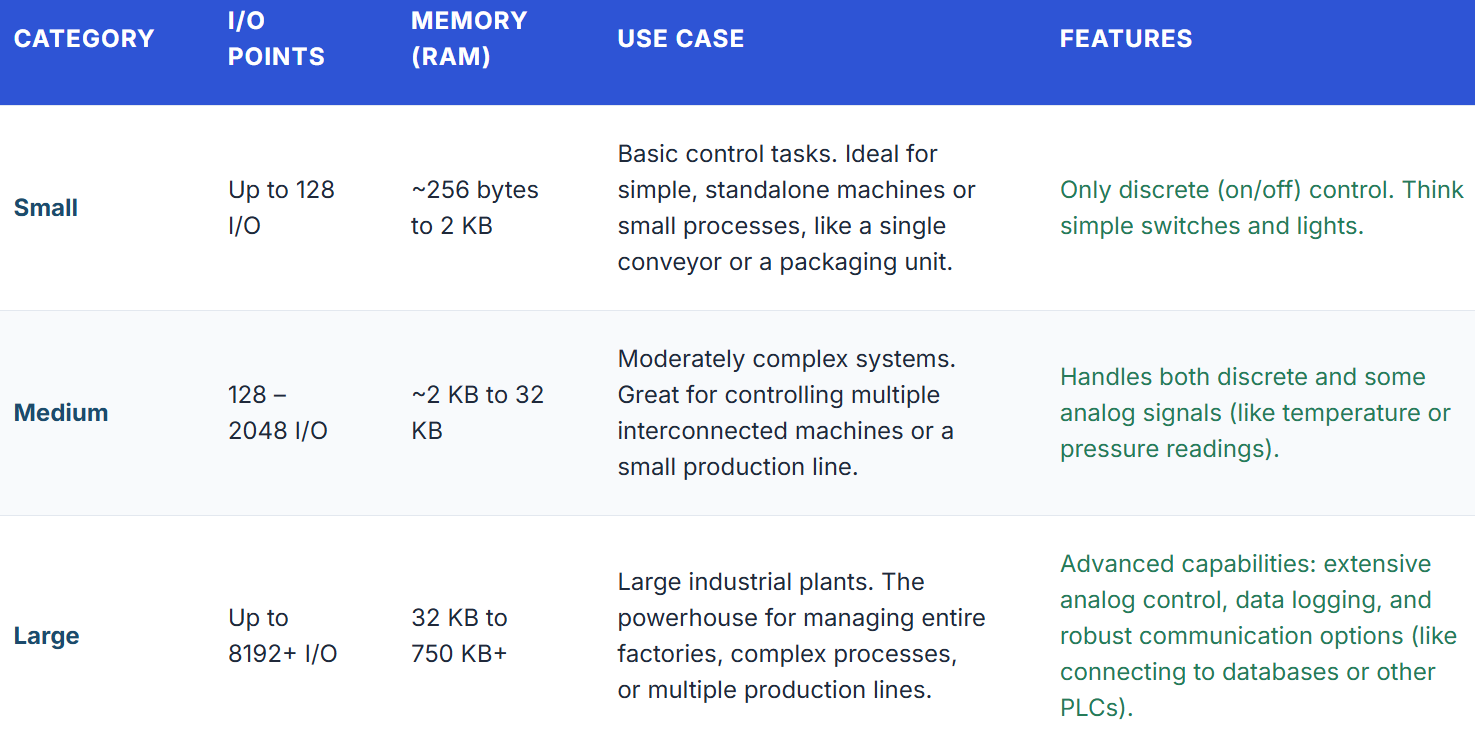 CATEGORY
I/O
POINTS
MEMORY
(RAM)
USE CASE
FEATURES
Small
Up to 128
I/O
~256 bytes
to 2 KB
Basic control tasks. Ideal for
simple, standalone machines or
small processes, like a single
conveyor or a packaging unit.
Only discrete (on/off) control. Think
simple switches and lights.
Medium
128 –
2048 I/O
~2 KB to 32
KB
Moderately complex systems.
Great for controlling multiple
interconnected machines or a
small production line.
Handles both discrete and some
analog signals (like temperature or
pressure readings).
Large
Up to
8192+ I/O
32 KB to
750 KB+
Large industrial plants. The
powerhouse for managing entire
factories, complex processes,
or multiple production lines.
Advanced capabilities: extensive
analog control, data logging, and
robust communication options (like
connecting to databases or other
PLCs).